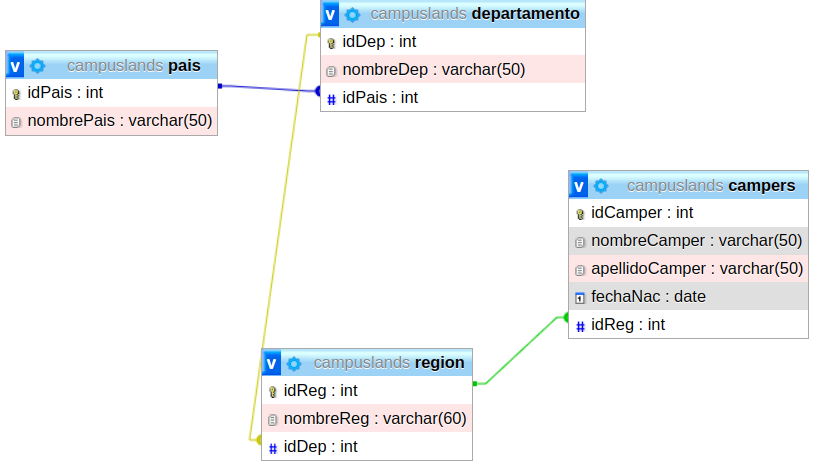 v campuslands departamento
idDep : int
nombreDep : varchar(50)
# idPais : int
v campuslands pais
idPais : int
nombrePais : varchar(50)
v campuslands campers
idCamper : int
nombreCamper : varchar(50)
apellidoCamper : varchar(50)
fechaNac : date
# idReg : int
v campuslands region
idReg : int
nombreReg : varchar(60)
# idDep : int